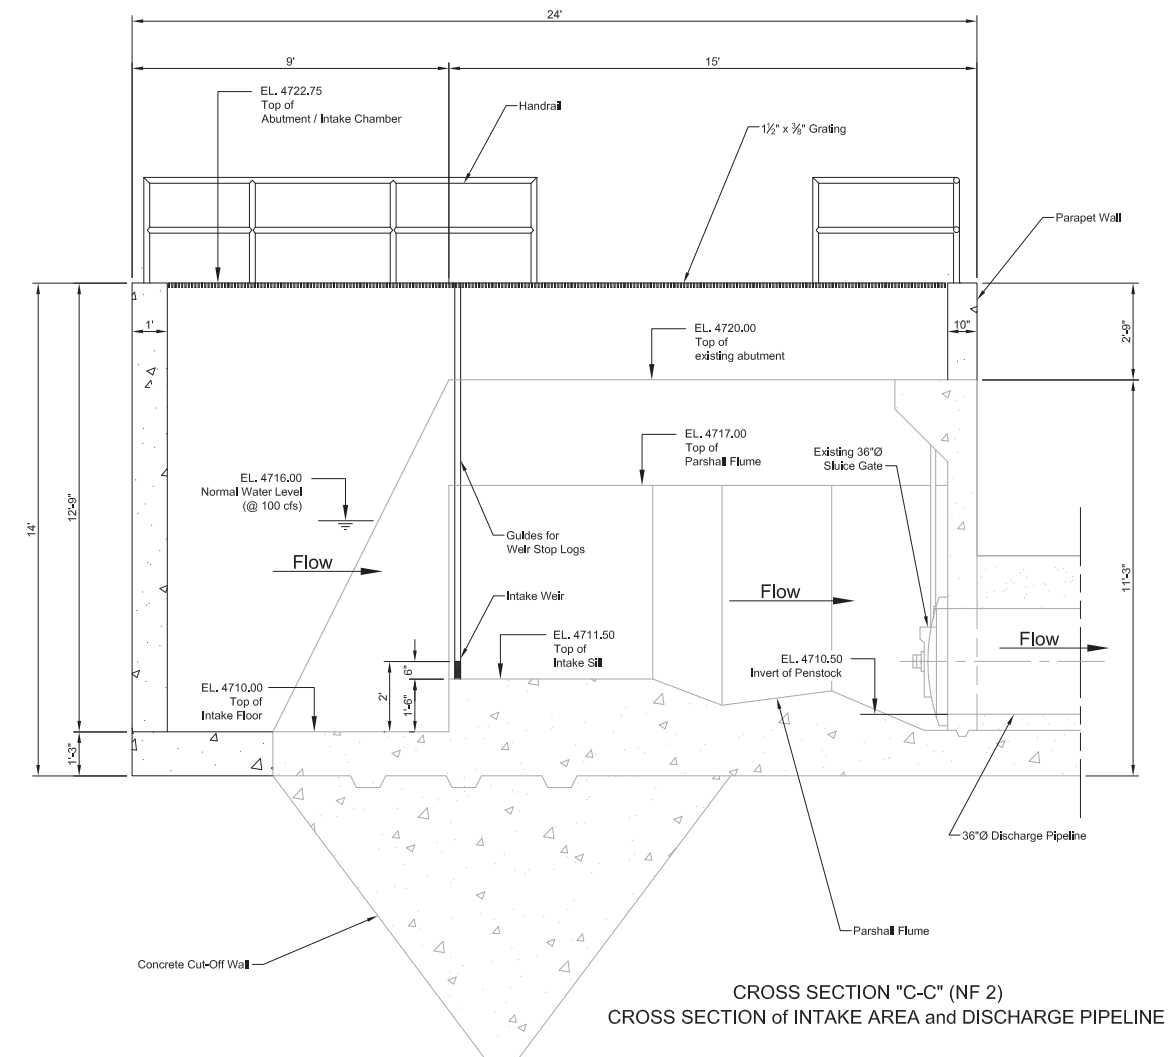 24'
9'
15'
EL. 4722.75
Top of
Abutment / Intake Chamber
Handrail
1½" x ⅜" Grating
Parapet Wall
1'
10"
2'-9"
EL. 4720.00
Top of
existing abutment
EL. 4717.00
Top of
Parshall Flume
Existing 36"Ø
Sluice Gate
EL. 4716.00
Normal Water Level
(@ 100 cfs)
12'-9"
14'
Guides for
Weir Stop Logs
11'-3"
Flow
Intake Weir
Flow
EL. 4711.50
Top of
Intake Sill
Flow
EL. 4710.50
Invert of Penstock
6"
2'
1'-6"
EL. 4710.00
Top of
Intake Floor
1'-3"
36"Ø Discharge Pipeline
Parshall Flume
Concrete Cut-Off Wall
CROSS SECTION "C-C" (NF 2)
CROSS SECTION of INTAKE AREA and DISCHARGE PIPELINE